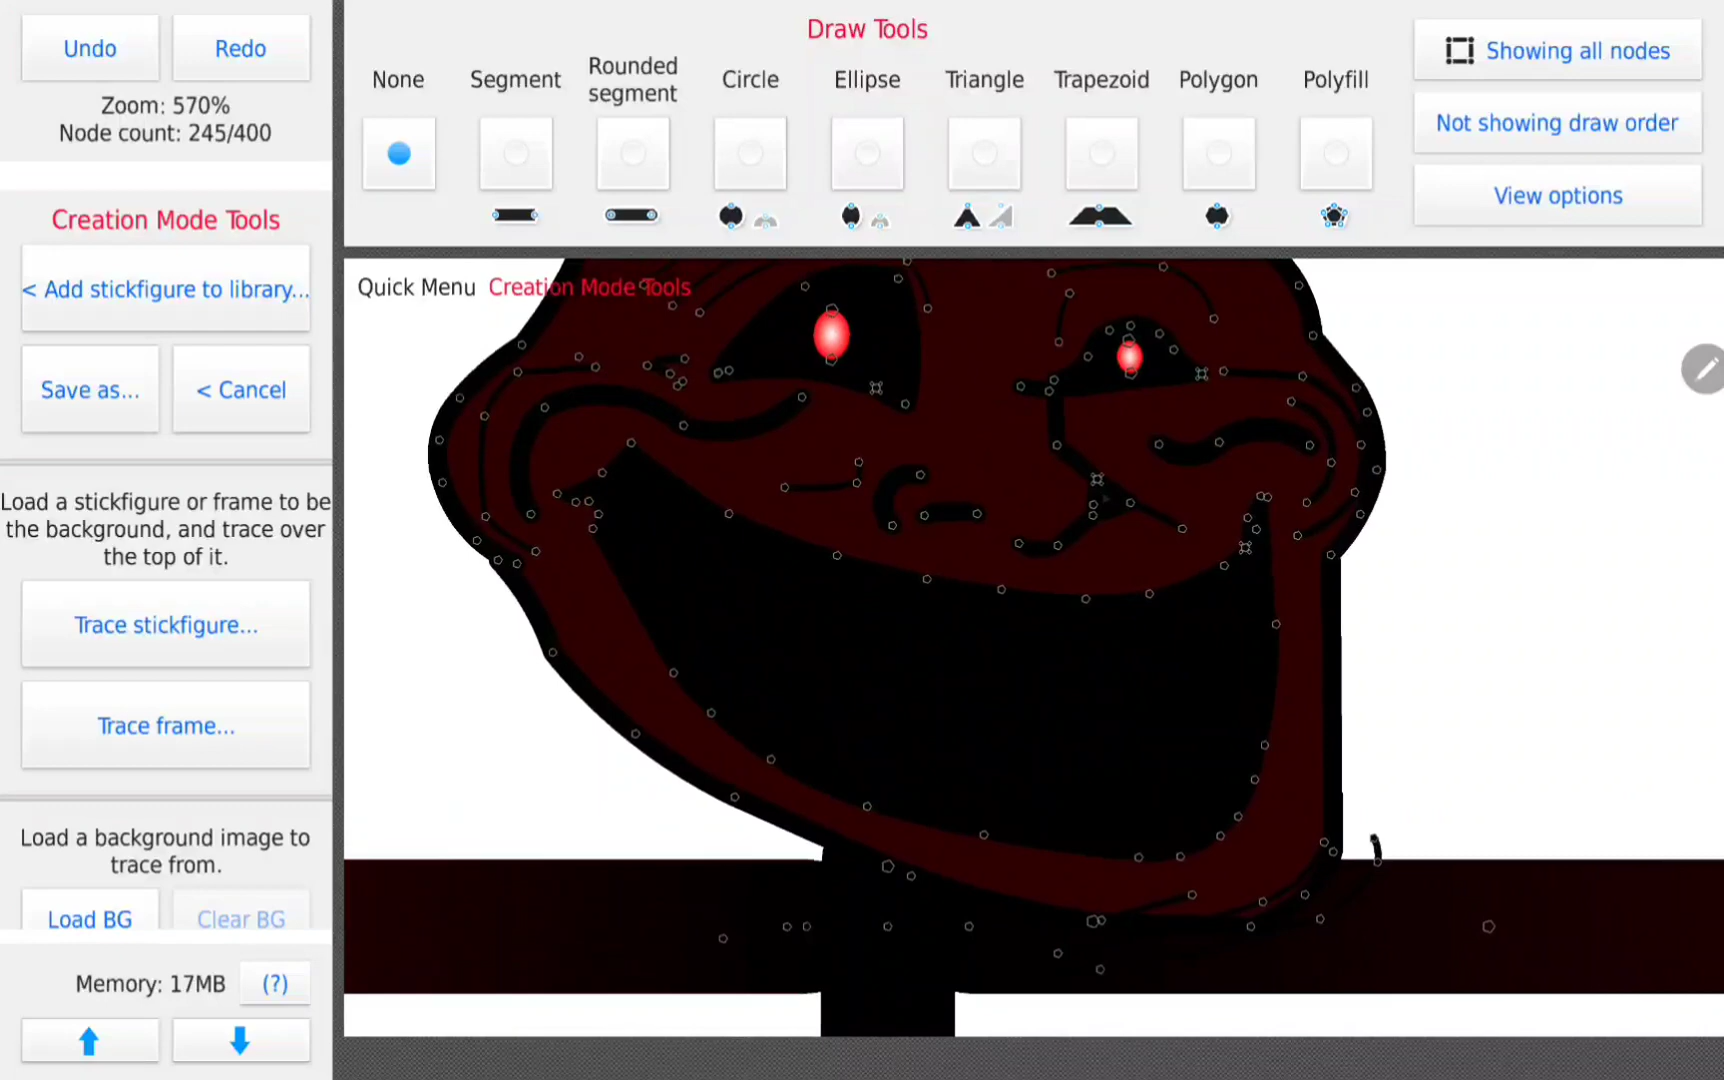 Undo
Redo
Zoom: 570%
Node count: 245/400
Creation Mode Tools
< Add stickfigure to library...
Save as...
< Cancel
Load a stickfigure or frame to be
the background, and trace over
the top of it.
Trace stickfigure...
Trace frame...
Load a background image to
trace from.
Load BG
Clear BG
Memory: 17MB
(?)
Draw Tools
None
Segment
Rounded
segment
Circle
Ellipse
Triangle
Trapezoid
Polygon
Polyfill
Showing all nodes
Not showing draw order
View options
Quick Menu
Creation Mode Tools